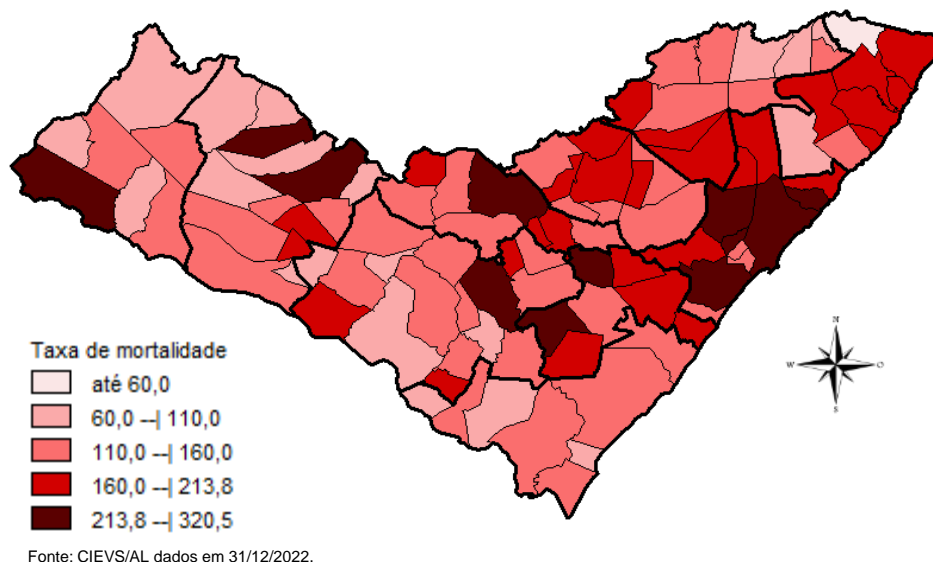 N
W
O
S
Taxa de mortalidade
até 60,0
60,0 --| 110,0
110,0 --| 160,0
160,0 --| 213,8
213,8 --| 320,5
Fonte: CIEVS/AL dados em 31/12/2022.